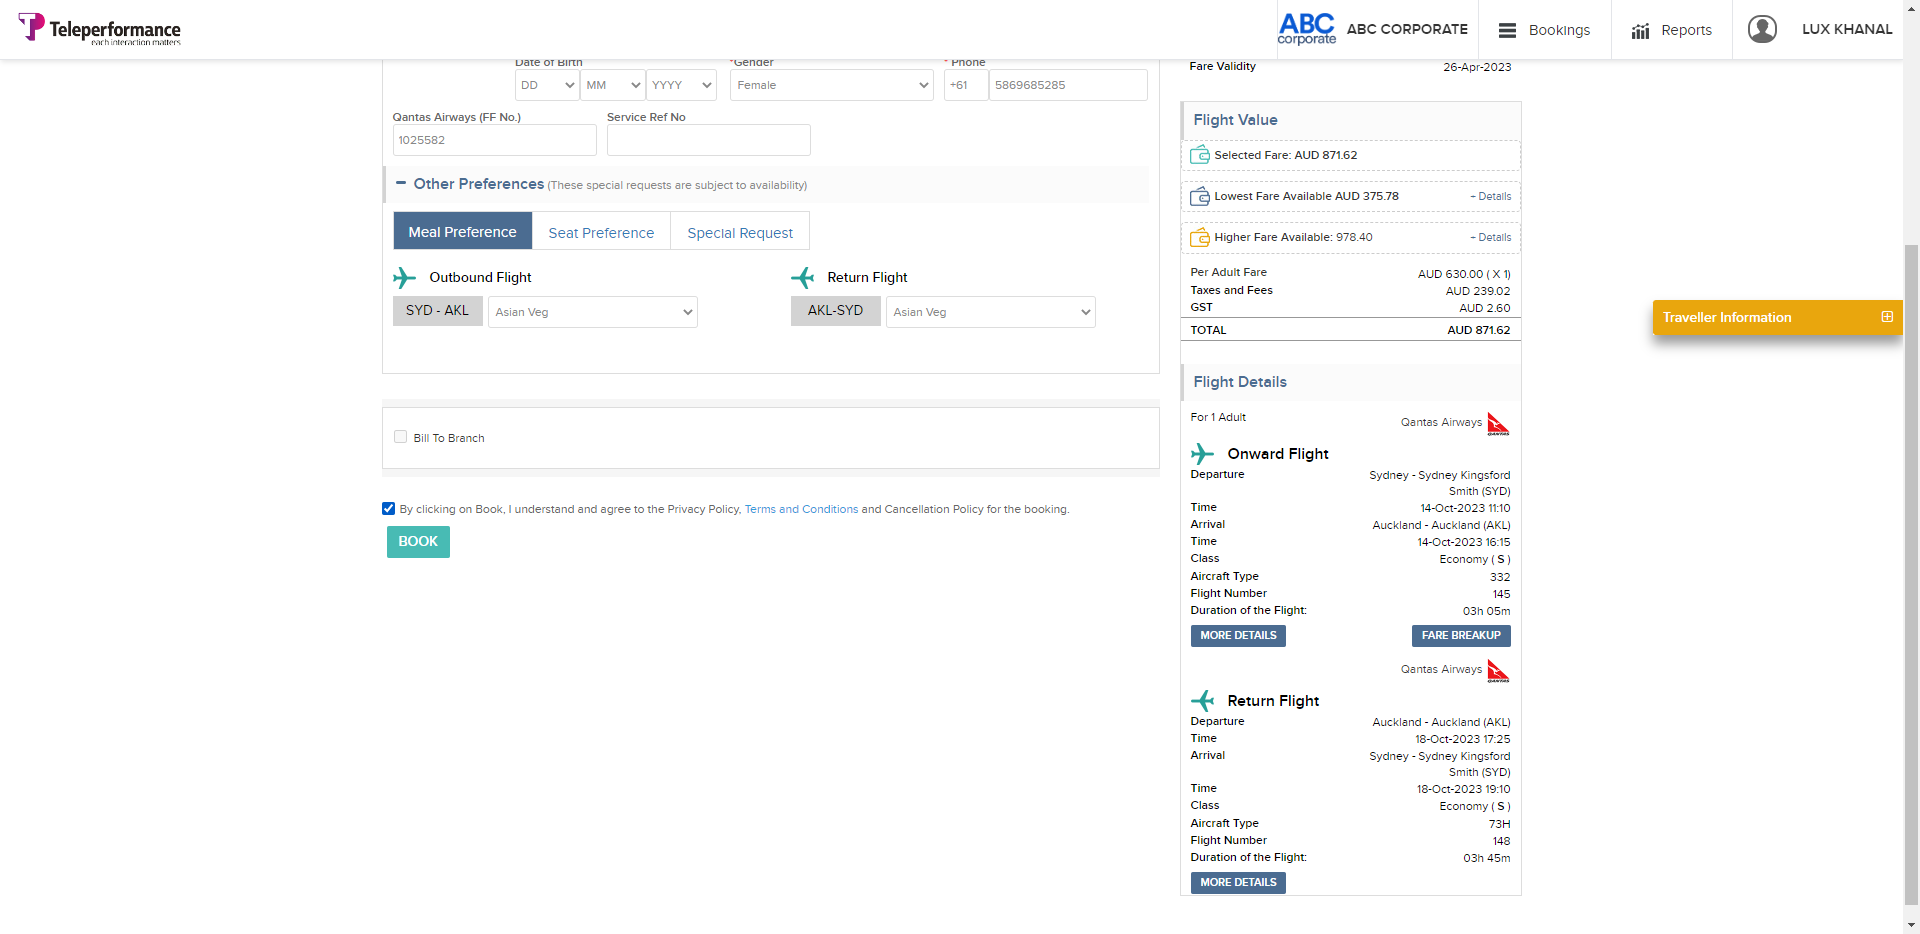 Teleperformance
each interaction matters
ABC
corporate
ABC CORPORATE
Bookings
Reports
LUX KHANAL
Date of Birth
*Gender
* Phone
DD
MM
YYYY
Female
+61
5869685285
Qantas Airways (FF No.)
Service Ref No
1025582
Other Preferences (These special requests are subject to availability)
Meal Preference
Seat Preference
Special Request
Outbound Flight
Return Flight
SYD - AKL
Asian Veg
AKL-SYD
Asian Veg
Bill To Branch
By clicking on Book, I understand and agree to the Privacy Policy, Terms and Conditions and Cancellation Policy for the booking.
BOOK
Fare Validity
26-Apr-2023
Flight Value
Selected Fare: AUD 871.62
Lowest Fare Available AUD 375.78
+ Details
Higher Fare Available: 978.40
+ Details
Per Adult Fare
AUD 630.00 ( X 1)
Taxes and Fees
AUD 239.02
GST
AUD 2.60
TOTAL
AUD 871.62
Flight Details
For 1 Adult
Qantas Airways
QANTAS
Onward Flight
Departure
Sydney - Sydney Kingsford
Smith (SYD)
Time
14-Oct-2023 11:10
Arrival
Auckland - Auckland (AKL)
Time
14-Oct-2023 16:15
Class
Economy ( S )
Aircraft Type
332
Flight Number
145
Duration of the Flight:
03h 05m
MORE DETAILS
FARE BREAKUP
Qantas Airways
QANTAS
Return Flight
Departure
Auckland - Auckland (AKL)
Time
18-Oct-2023 17:25
Arrival
Sydney - Sydney Kingsford
Smith (SYD)
Time
18-Oct-2023 19:10
Class
Economy ( S )
Aircraft Type
73H
Flight Number
148
Duration of the Flight:
03h 45m
MORE DETAILS
Traveller Information